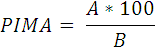 PIMA = A * 100 / B